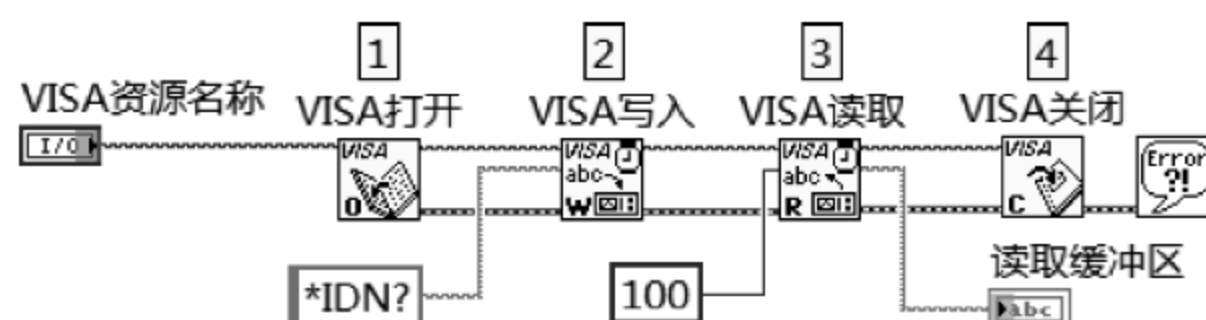 1 2 3 4
VISA资源名称 VISA打开 VISA写入 VISA读取 VISA关闭
I/O VISA VISA VISA VISA Error
abc abc ?!
O W R C
*IDN? 100 读取缓冲区
abc